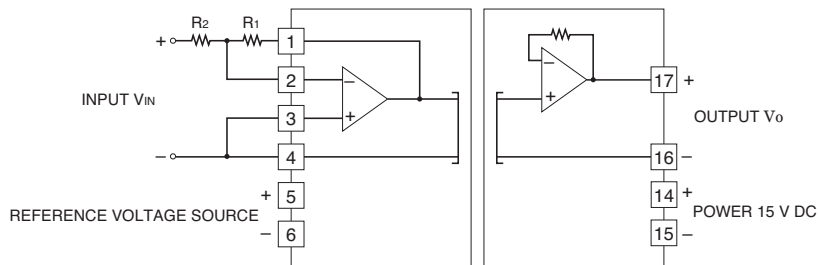 R2 R1
+ 1
2 −
INPUT VIN
3 +
− 4
+ 5
REFERENCE VOLTAGE SOURCE
− 6
−
+
17 +
OUTPUT Vo
16 −
14 +
POWER 15 V DC
15 −